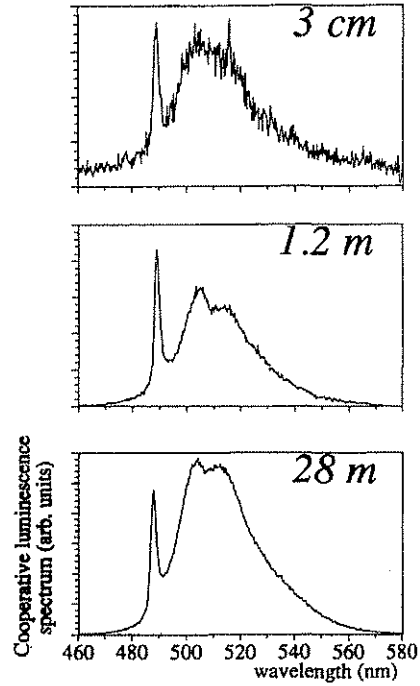 3 cm
1.2 m
28 m
Cooperative luminescence
spectrum (arb. units)
460 480 500 520 540 560 580
wavelength (nm)